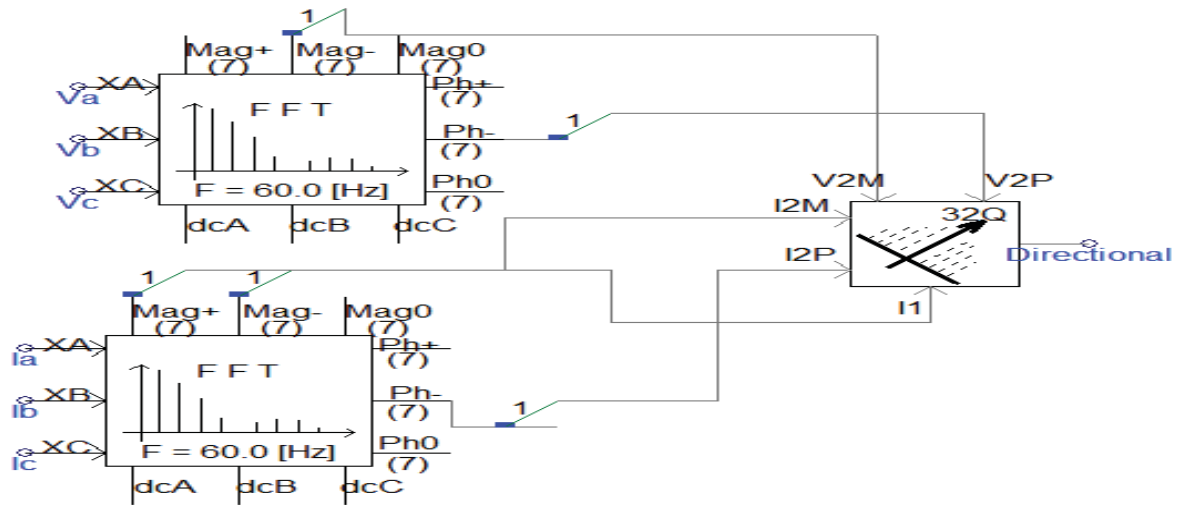 1
Mag+ Mag- Mag0
(7) (7) (7)
XA Ph+
Va (7)
F F T
1
XB Ph-
Vb (7)
XC F = 60.0 [Hz] Ph0
Vc (7)
V2M V2P
dcA dcB dcC
I2M 32Q
I2P Directional
1 1
I1
Mag+ Mag- Mag0
(7) (7) (7)
XA Ph+
Ia (7)
F F T
XB Ph-
Ib (7)
1
XC F = 60.0 [Hz] Ph0
Ic (7)
dcA dcB dcC